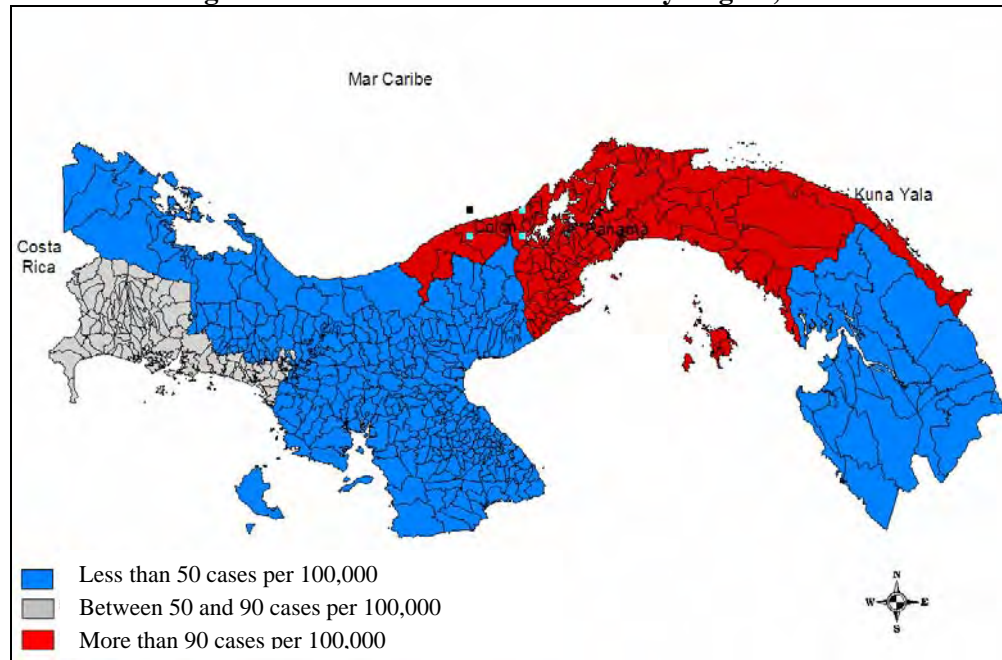 Mar Caribe
Kuna Yala
Colon
Panama
Costa
Rica
Less than 50 cases per 100,000
Between 50 and 90 cases per 100,000
More than 90 cases per 100,000
N
W E
S